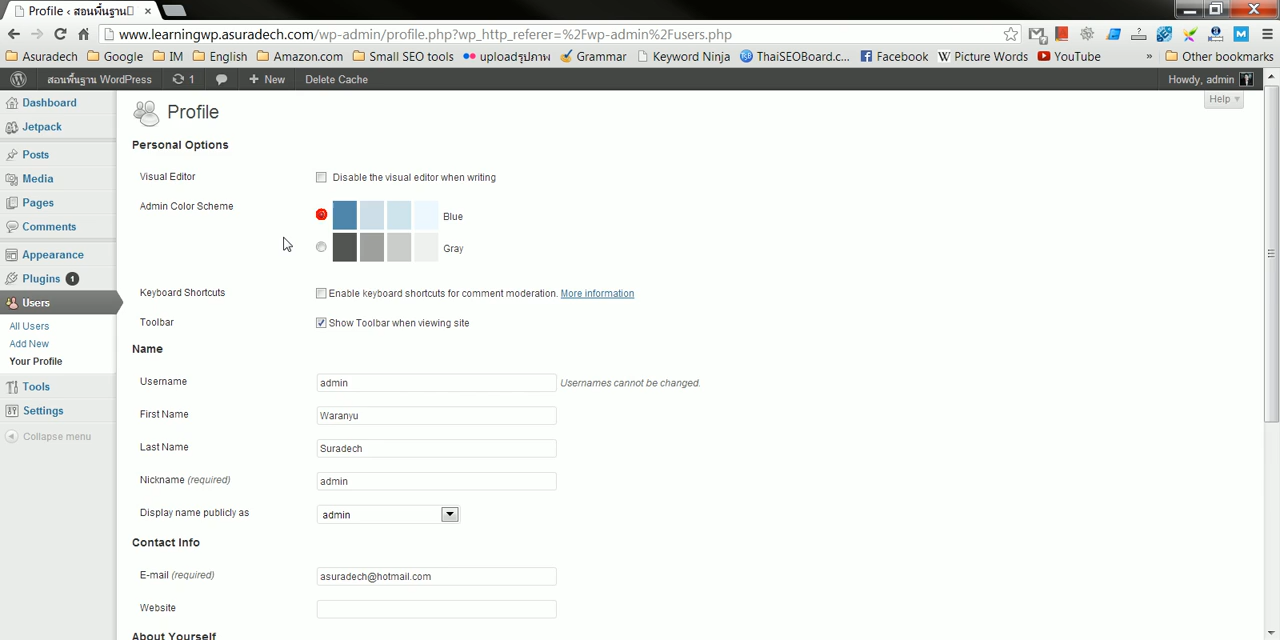 Profile ‹ สอนพื้นฐาน
www.learningwp.asuradech.com/wp-admin/profile.php?wp_http_referer=%2Fwp-admin%2Fusers.php
Asuradech Google IM English Amazon.com Small SEO tools uploadรูปภาพ Grammar Keyword Ninja ThaiSEOBoard.c... Facebook Picture Words YouTube » Other bookmarks
สอนพื้นฐาน WordPress 1 + New Delete Cache Howdy, admin
Help
Dashboard
Jetpack
Posts
Media
Pages
Comments
Appearance
Plugins 1
Users
All Users
Add New
Your Profile
Tools
Settings
Collapse menu
Profile
Personal Options
Visual Editor Disable the visual editor when writing
Admin Color Scheme Blue
Gray
Keyboard Shortcuts Enable keyboard shortcuts for comment moderation. More information
Toolbar Show Toolbar when viewing site
Name
Username admin Usernames cannot be changed.
First Name Waranyu
Last Name Suradech
Nickname (required) admin
Display name publicly as admin
Contact Info
E-mail (required) asuradech@hotmail.com
Website
About Yourself